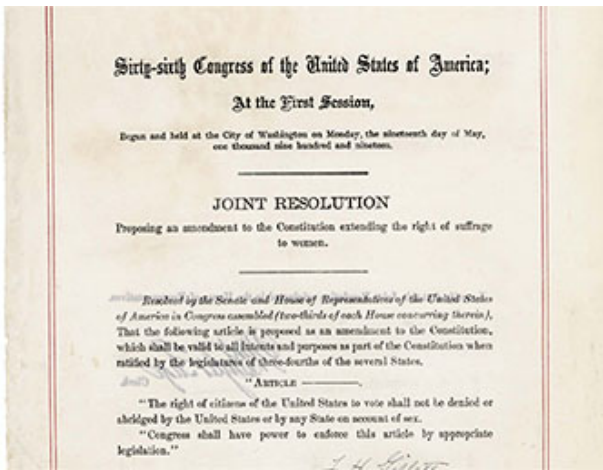 Sixty-sixth Congress of the United States of America;
At the First Session,
Begun and held at the City of Washington on Monday, the nineteenth day of May,
one thousand nine hundred and nineteen.
JOINT RESOLUTION
Proposing an amendment to the Constitution extending the right of suffrage
to women.
Resolved by the Senate and House of Representatives of the United States
of America in Congress assembled (two-thirds of each House concurring therein),
That the following article is proposed as an amendment to the Constitution,
which shall be valid to all intents and purposes as part of the Constitution when
ratified by the legislatures of three-fourths of the several States.
"ARTICLE ————.
"The right of citizens of the United States to vote shall not be denied or
abridged by the United States or by any State on account of sex.
"Congress shall have power to enforce this article by appropriate
legislation."